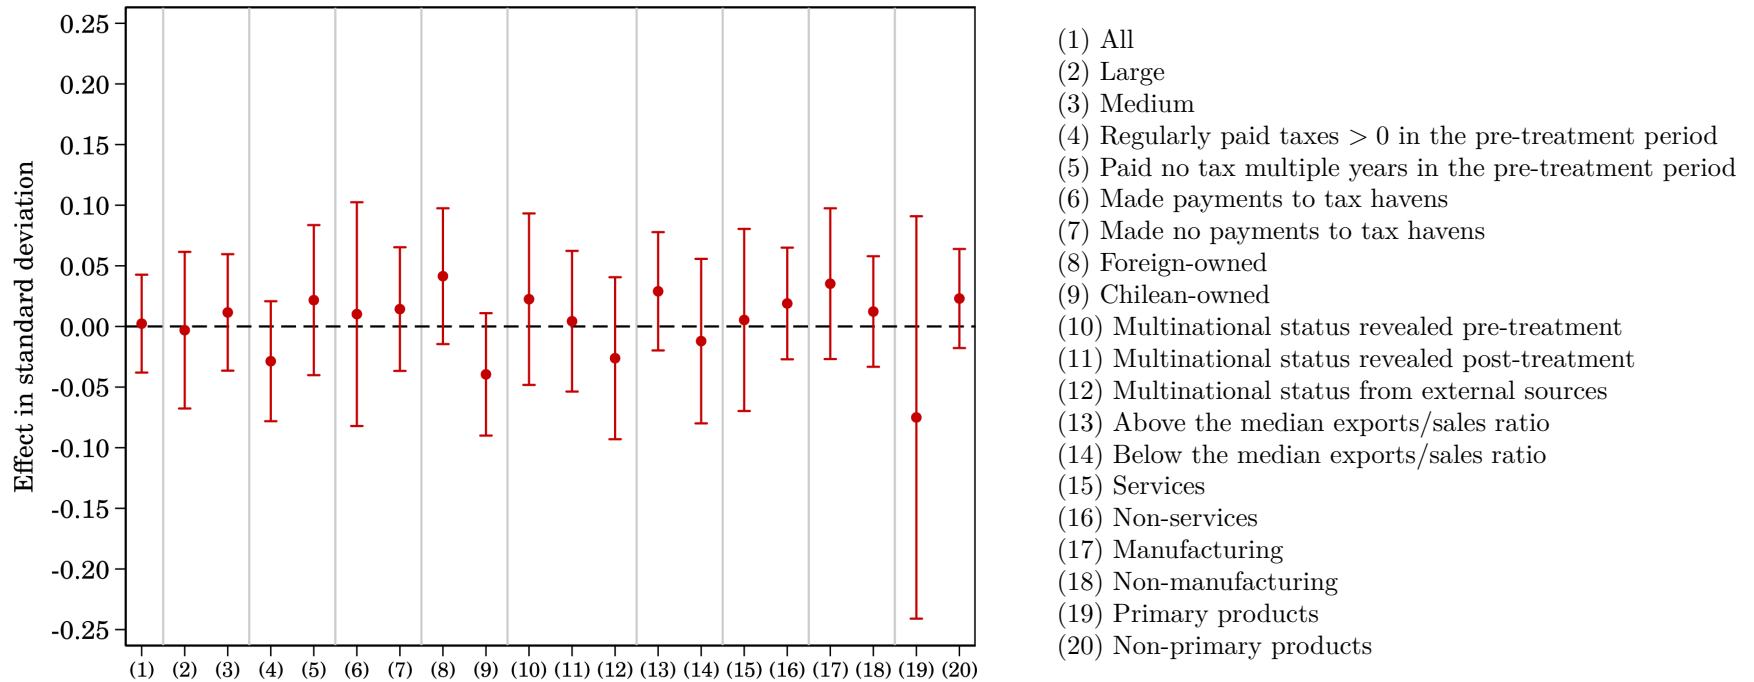 0.25
0.20
0.15
0.10
0.05
0.00
-0.05
-0.10
-0.15
-0.20
-0.25
Effect in standard deviation
(1) (2) (3) (4) (5) (6) (7) (8) (9) (10) (11) (12) (13) (14) (15) (16) (17) (18) (19) (20)
(1) All
(2) Large
(3) Medium
(4) Regularly paid taxes > 0 in the pre-treatment period
(5) Paid no tax multiple years in the pre-treatment period
(6) Made payments to tax havens
(7) Made no payments to tax havens
(8) Foreign-owned
(9) Chilean-owned
(10) Multinational status revealed pre-treatment
(11) Multinational status revealed post-treatment
(12) Multinational status from external sources
(13) Above the median exports/sales ratio
(14) Below the median exports/sales ratio
(15) Services
(16) Non-services
(17) Manufacturing
(18) Non-manufacturing
(19) Primary products
(20) Non-primary products